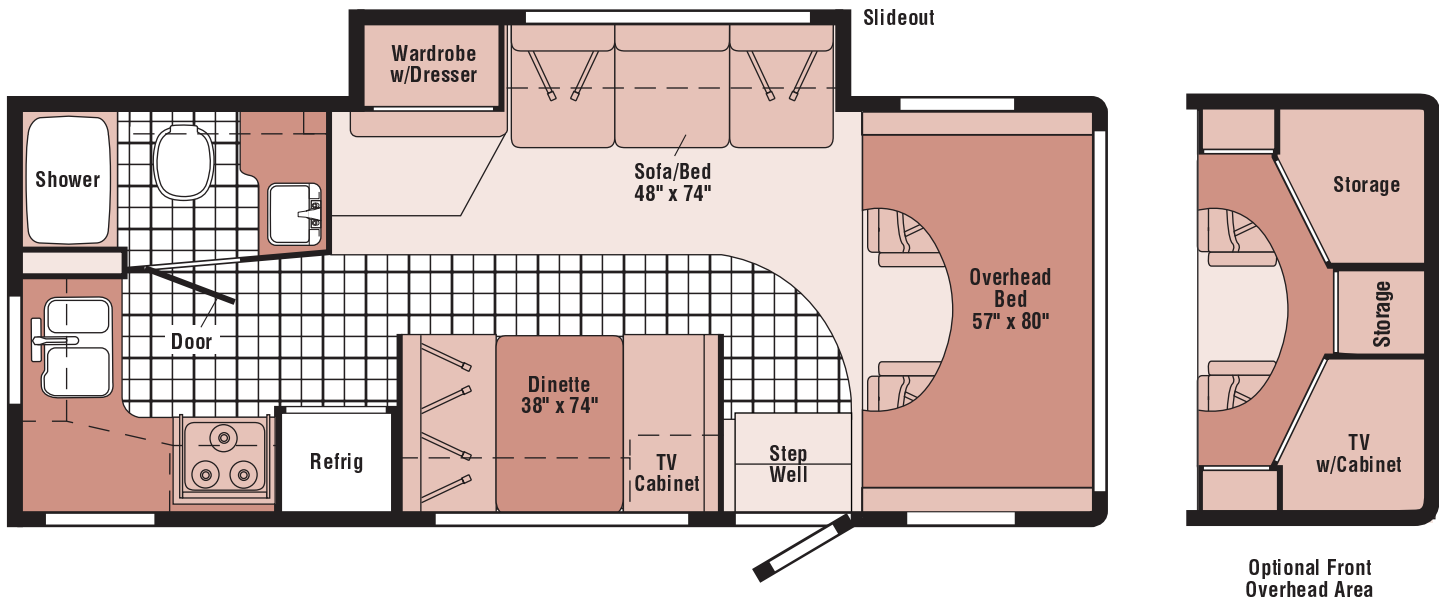 Slideout
Wardrobe
w/Dresser
Shower
Sofa/Bed
48" x 74"
Storage
Overhead
Bed
57" x 80"
Storage
Door
Dinette
38" x 74"
Refrig
TV
Cabinet
Step
Well
TV
w/Cabinet
Optional Front
Overhead Area